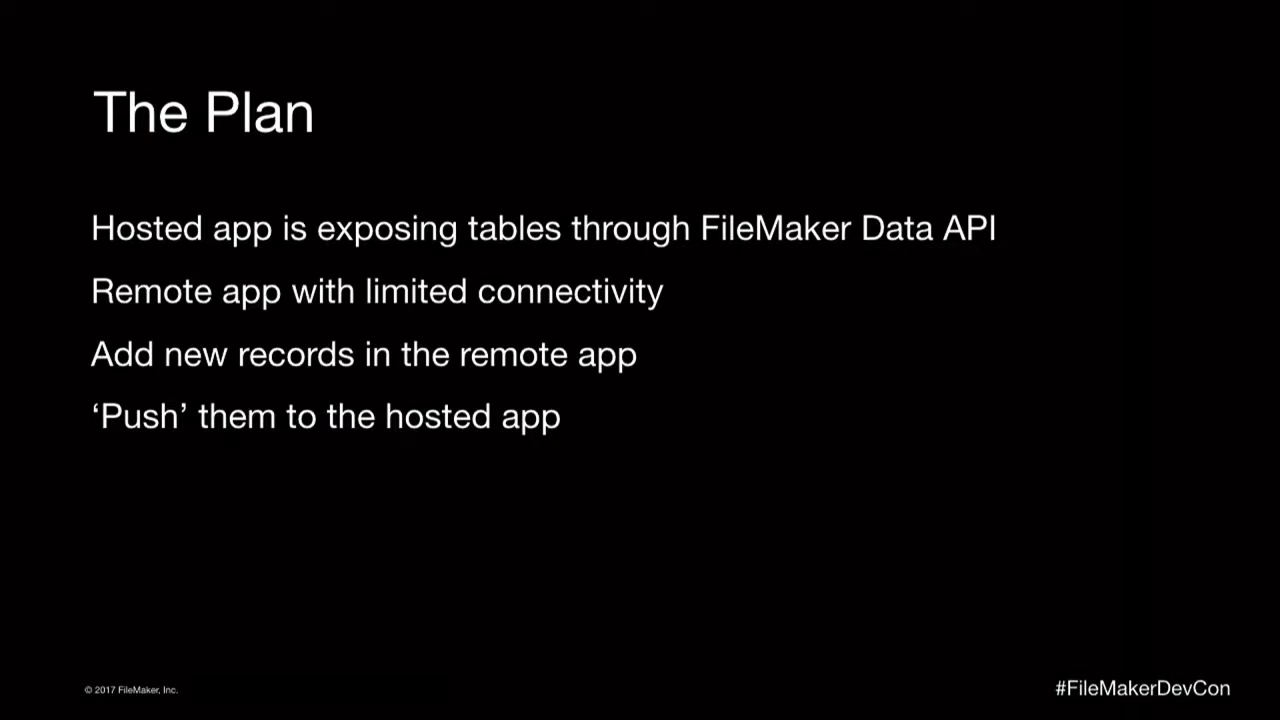 The Plan
Hosted app is exposing tables through FileMaker Data API
Remote app with limited connectivity
Add new records in the remote app
‘Push’ them to the hosted app
© 2017 FileMaker, Inc.
#FileMakerDevCon